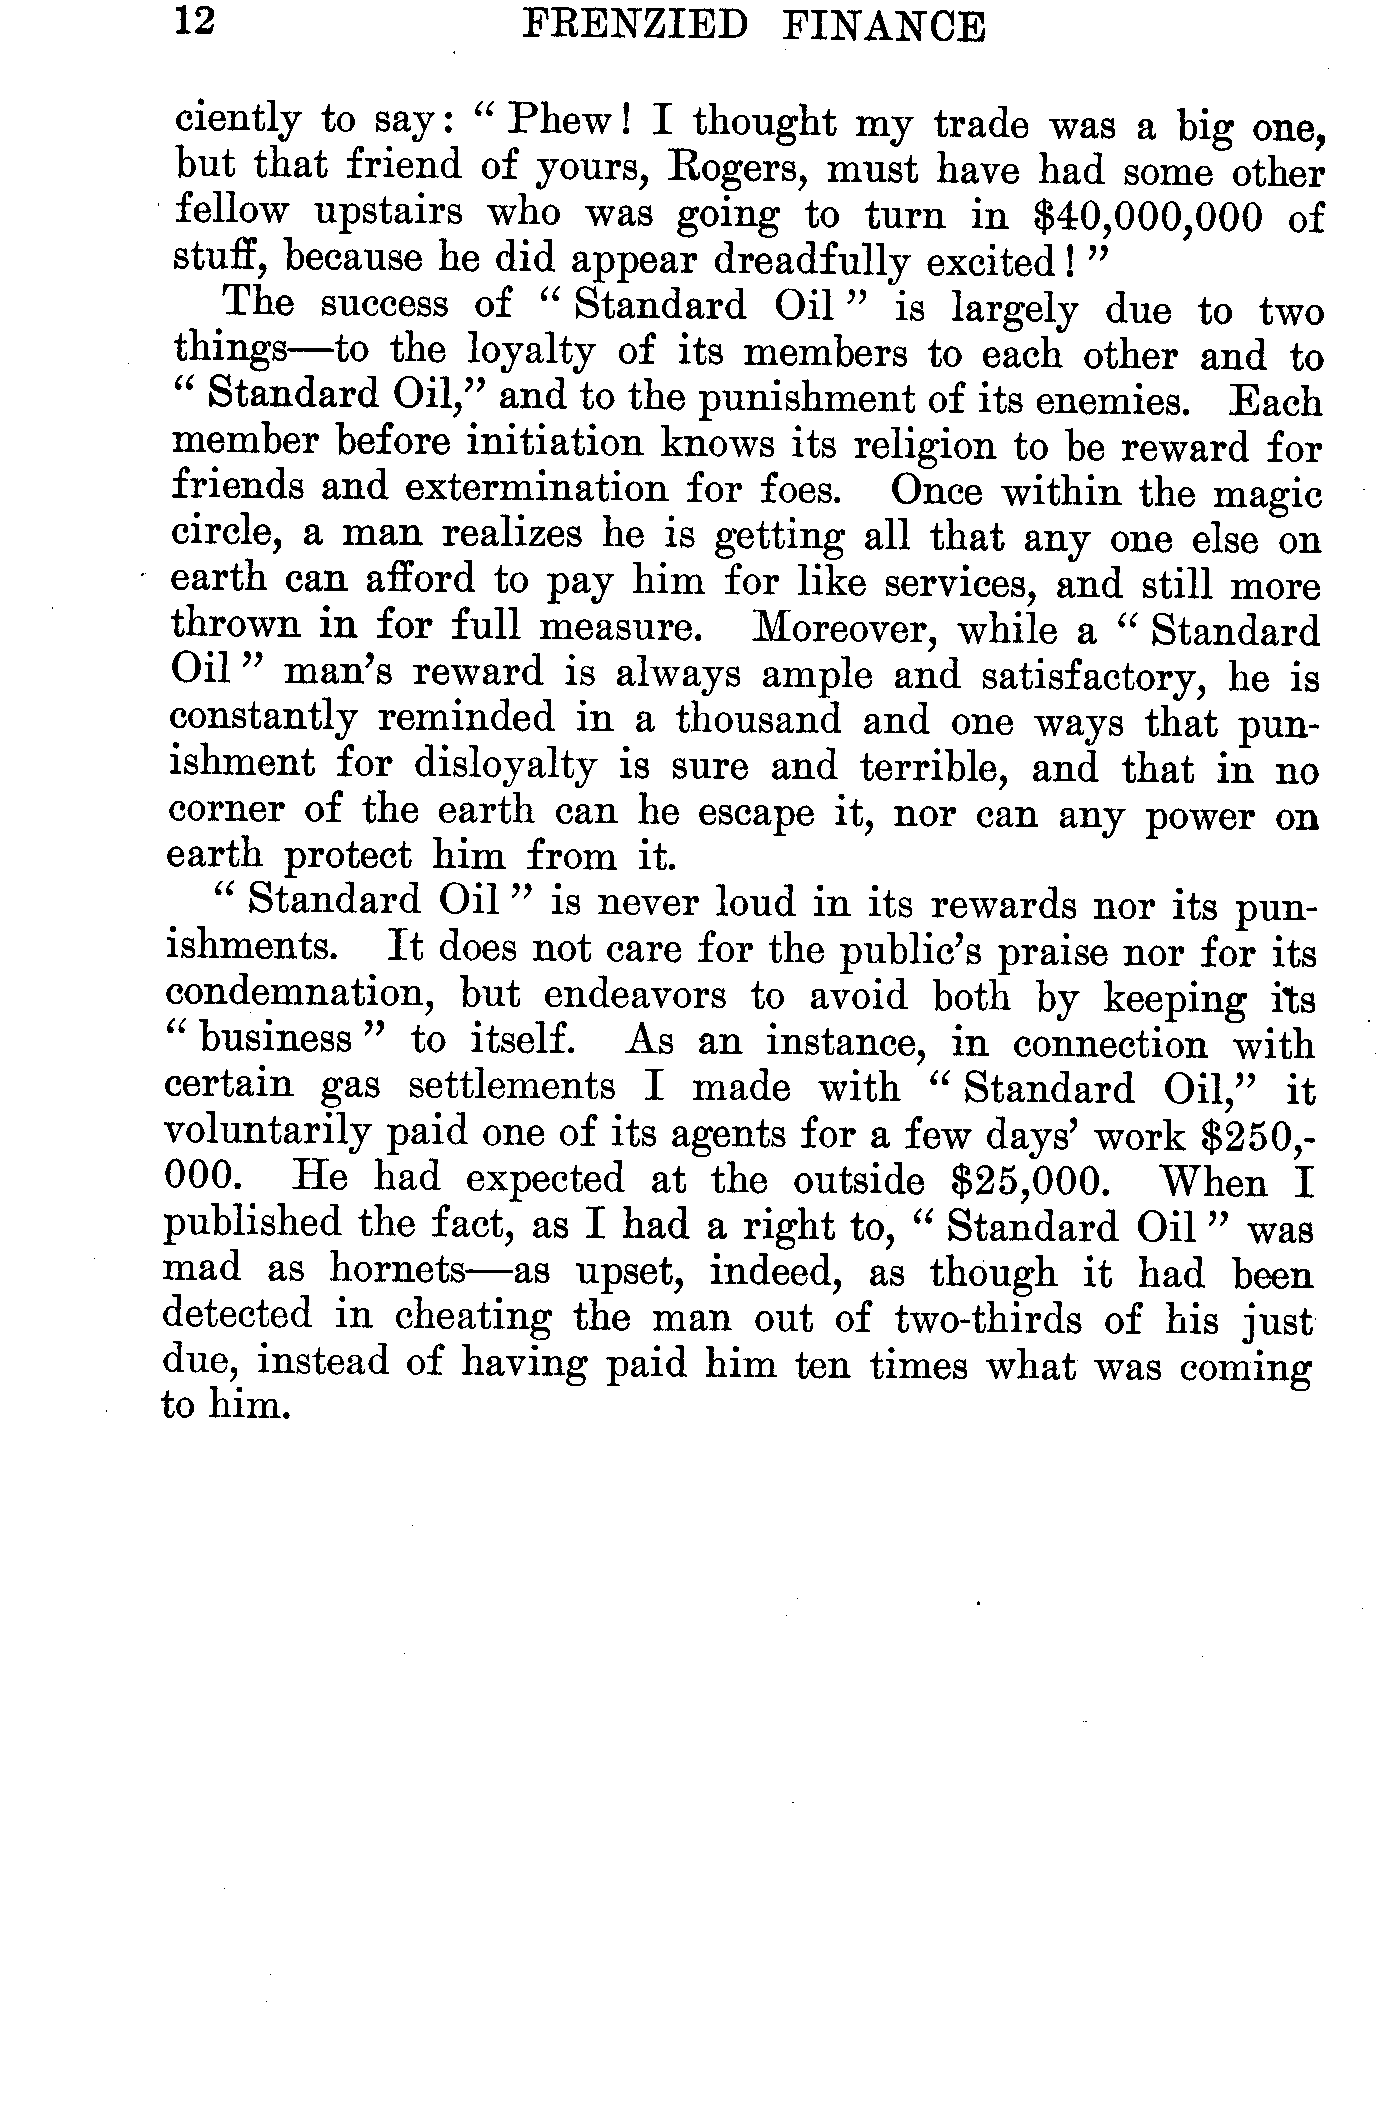 12 FRENZIED FINANCE
ciently to say: " Phew! I thought my trade was a big one,
but that friend of yours, Rogers, must have had some other
fellow upstairs who was going to turn in $40,000,000 of
stuff, because he did appear dreadfully excited! "
The success of " Standard Oil " is largely due to two
things—to the loyalty of its members to each other and to
" Standard Oil," and to the punishment of its enemies. Each
member before initiation knows its religion to be reward for
friends and extermination for foes. Once within the magic
circle, a man realizes he is getting all that any one else on
earth can afford to pay him for like services, and still more
thrown in for full measure. Moreover, while a " Standard
Oil " man's reward is always ample and satisfactory, he is
constantly reminded in a thousand and one ways that pun-
ishment for disloyalty is sure and terrible, and that in no
corner of the earth can he escape it, nor can any power on
earth protect him from it.
" Standard Oil " is never loud in its rewards nor its pun-
ishments. It does not care for the public's praise nor for its
condemnation, but endeavors to avoid both by keeping its
" business " to itself. As an instance, in connection with
certain gas settlements I made with " Standard Oil," it
voluntarily paid one of its agents for a few days' work $250,-
000. He had expected at the outside $25,000. When I
published the fact, as I had a right to, " Standard Oil " was
mad as hornets—as upset, indeed, as though it had been
detected in cheating the man out of two-thirds of his just
due, instead of having paid him ten times what was coming
to him.